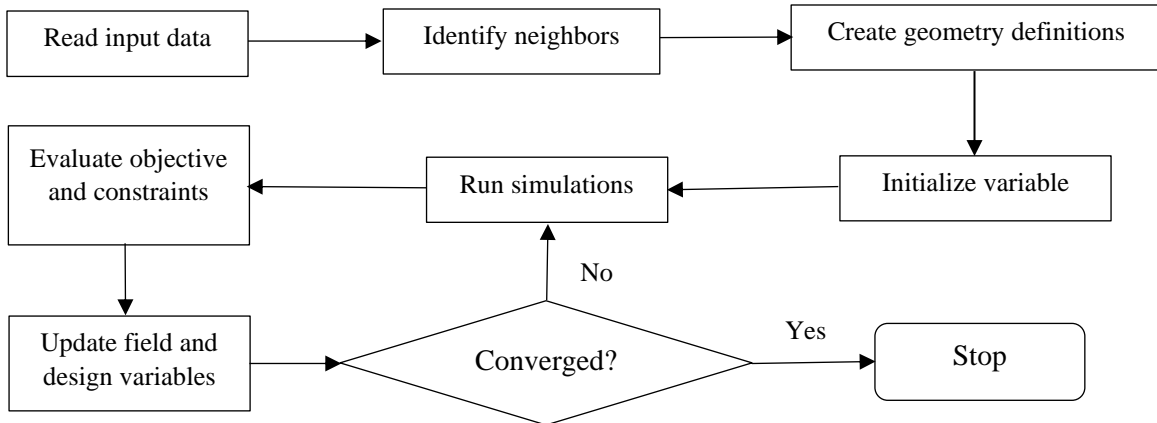 Read input data
Identify neighbors
Create geometry definitions
Evaluate objective
and constraints
Run simulations
Initialize variable
No
Update field and
design variables
Converged?
Yes
Stop